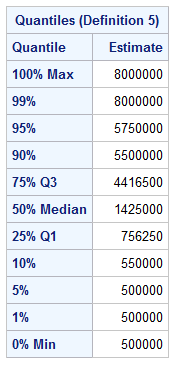 Quantiles (Definition 5)
Quantile Estimate
100% Max 8000000
99% 8000000
95% 5750000
90% 5500000
75% Q3 4416500
50% Median 1425000
25% Q1 756250
10% 550000
5% 500000
1% 500000
0% Min 500000